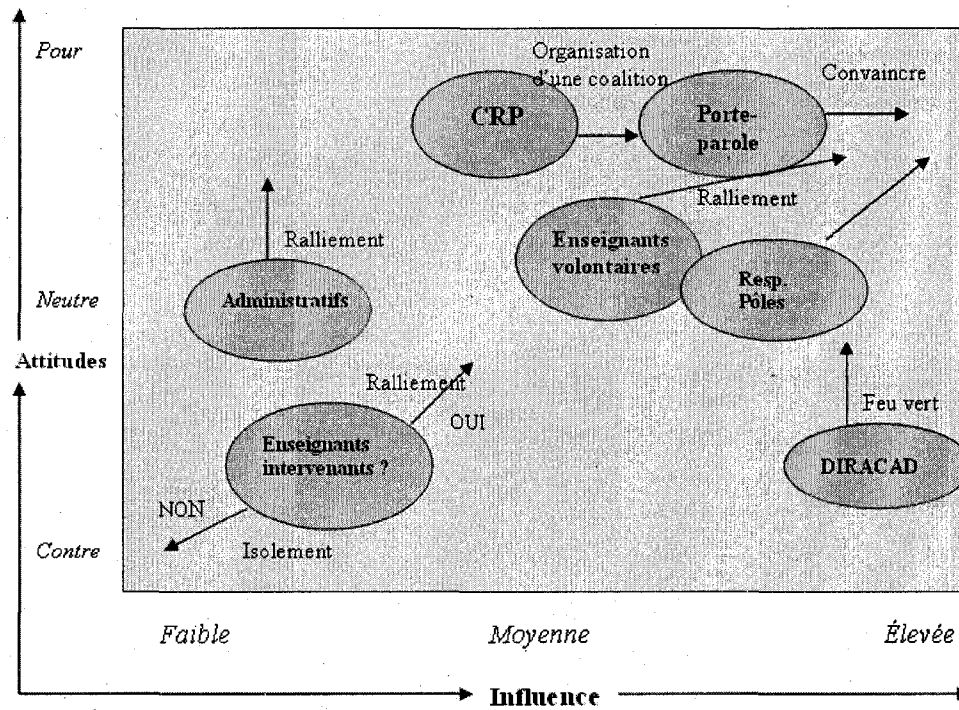 Pour
Organisation
d'une coalition
Convaincre
CRP
Porte-
parole
Ralliement
Ralliement
Enseignants
volontaires
Neutre
Administratifs
Resp.
Pôles
Attitudes
Ralliement
OUI
Feu vert
Enseignants
intervenants ?
DIRACAD
NON
Contre
Isolement
Faible
Moyenne
Élevée
Influence